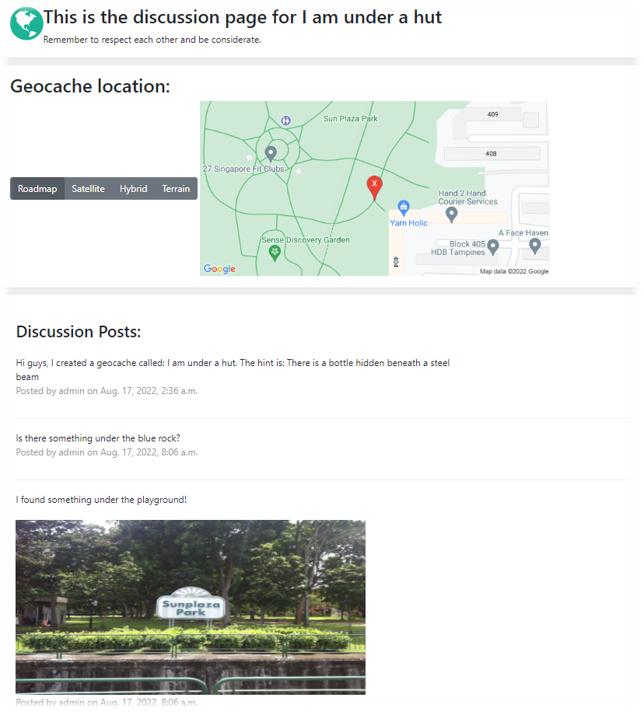 This is the discussion page for I am under a hut
Remember to respect each other and be considerate.
Geocache location:
Roadmap Satellite Hybrid Terrain
409
Sun Plaza Park
408
27 Singapore Fit Clubs
X
Hand 2 Hand
Courier Services
Yarn Holic
A Face Haven
Sense Discovery Garden
Block 405
HDB Tampines
404
Google
Map data ©2022 Google
Discussion Posts:
Hi guys, I created a geocache called: I am under a hut. The hint is: There is a bottle hidden beneath a steel
beam
Posted by admin on Aug. 17, 2022, 2:36 a.m.
Is there something under the blue rock?
Posted by admin on Aug. 17, 2022, 8:06 a.m.
I found something under the playground!
Sunplaza
Park
Posted by admin on Aug. 17, 2022, 8:06 a.m.